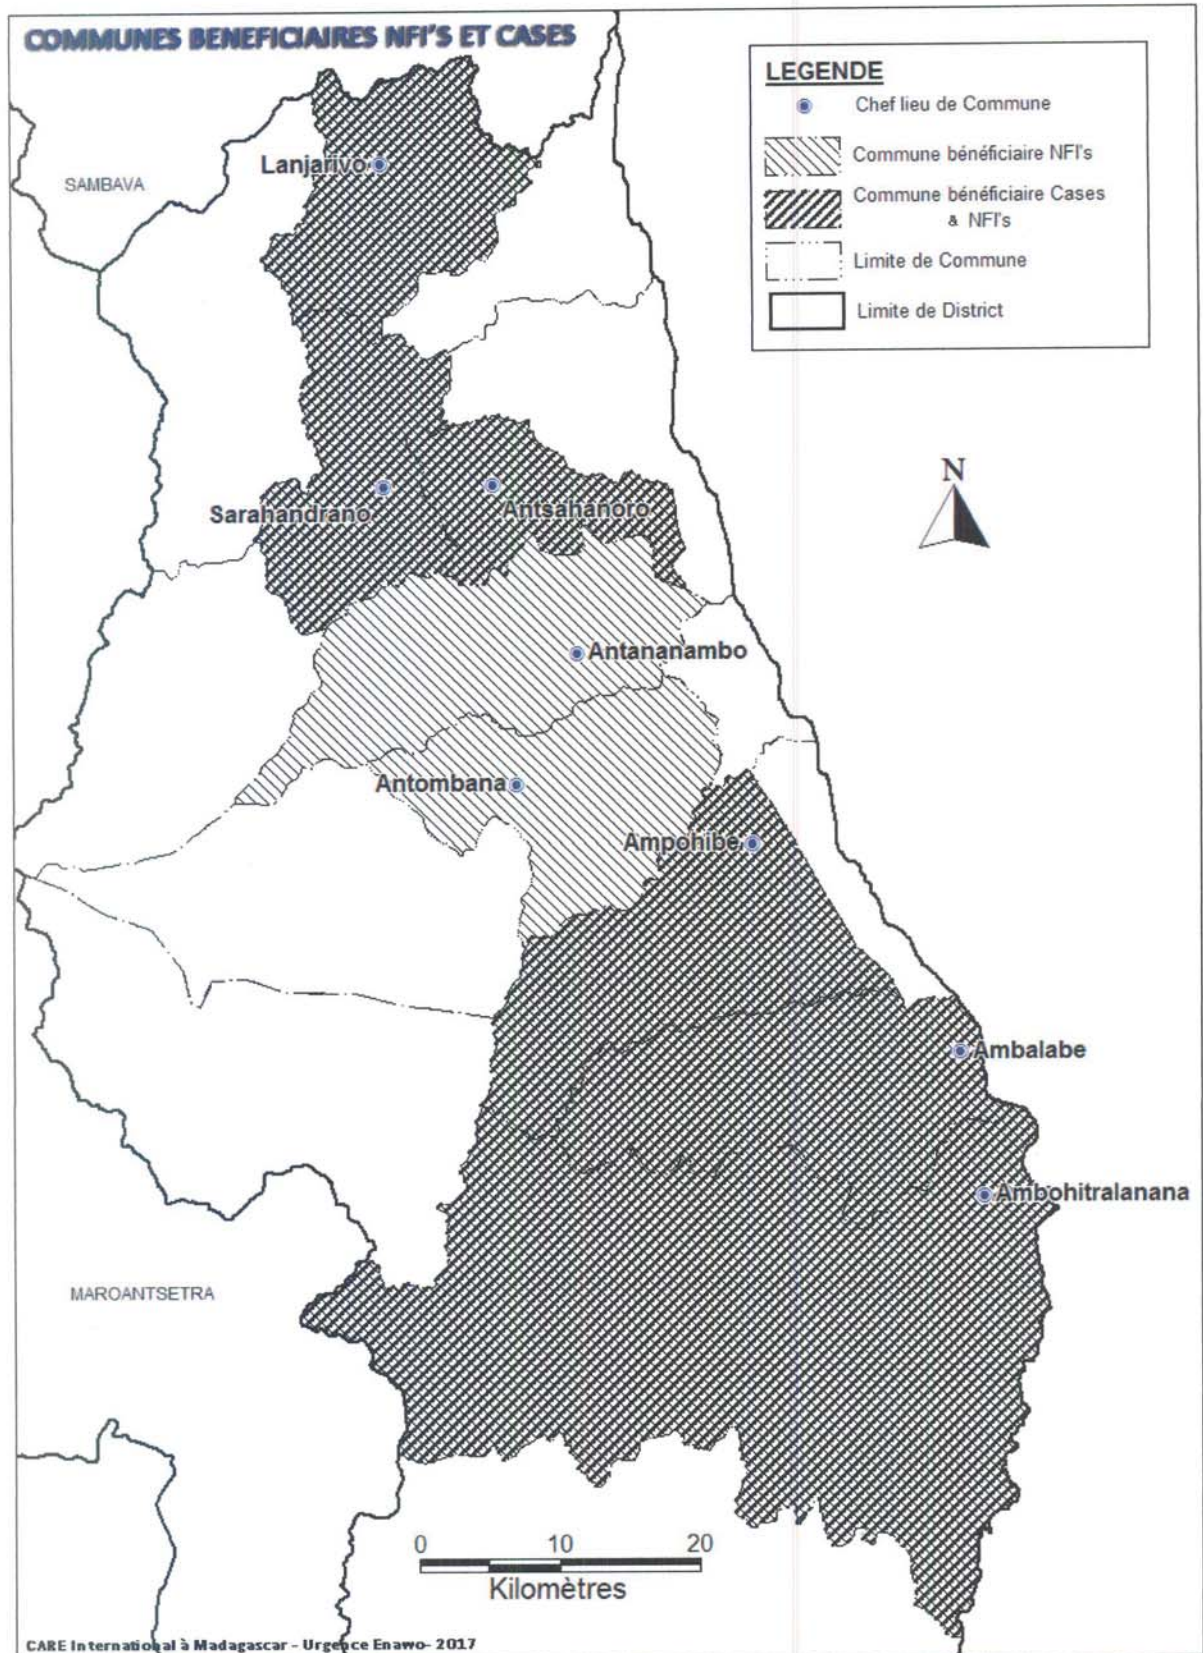 COMMUNES BENEFICIAIRES NFI'S ET CASES
LEGENDE
Chef lieu de Commune
Commune bénéficiaire NFI's
Commune bénéficiaire Cases
& NFI's
Limite de Commune
Limite de District
Lanjarivo
SAMBAVA
N
Sarahandrano
Antsahanoro
Antananambo
Antombana
Ampohibe
Ambalabe
Ambohitralanana
MAROANTSETRA
0 10 20
Kilomètres
CARE International à Madagascar - Urgence Enawo- 2017